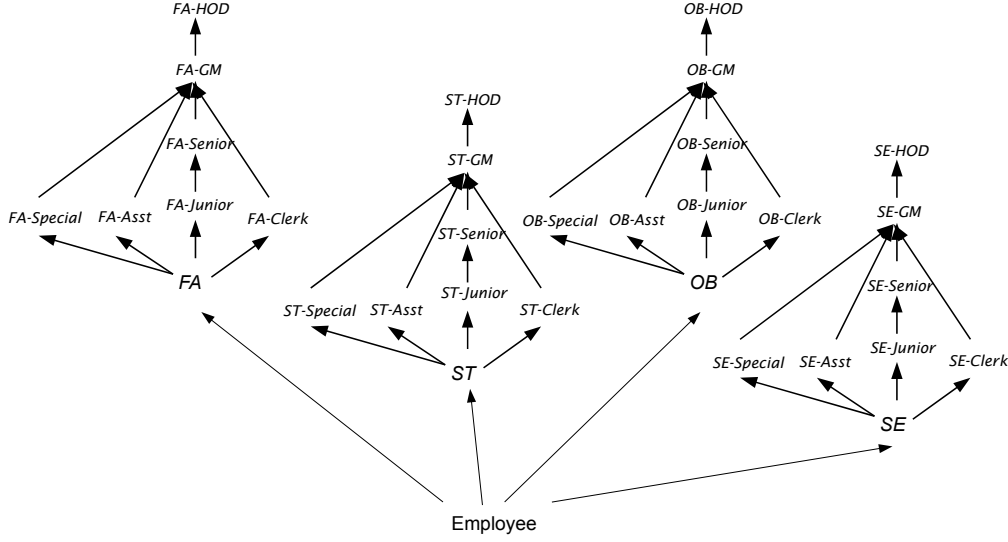 FA-HOD
FA-GM
FA-Senior
FA-Special
FA-Asst
FA-Junior
FA-Clerk
FA
ST-HOD
ST-GM
ST-Senior
ST-Special
ST-Asst
ST-Junior
ST-Clerk
ST
OB-HOD
OB-GM
OB-Senior
OB-Special
OB-Asst
OB-Junior
OB-Clerk
OB
SE-HOD
SE-GM
SE-Senior
SE-Special
SE-Asst
SE-Junior
SE-Clerk
SE
Employee